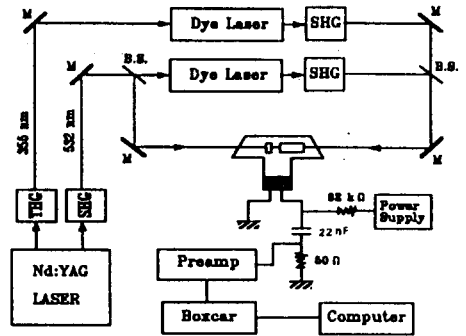 M
Dye Laser
SHG
M
M
B.S.
Dye Laser
SHG
B.S.
355 nm
532 nm
M
M
THG
SHG
82 kΩ
Power
Supply
22 nF
Nd:YAG
LASER
Preamp
50 Ω
Boxcar
Computer